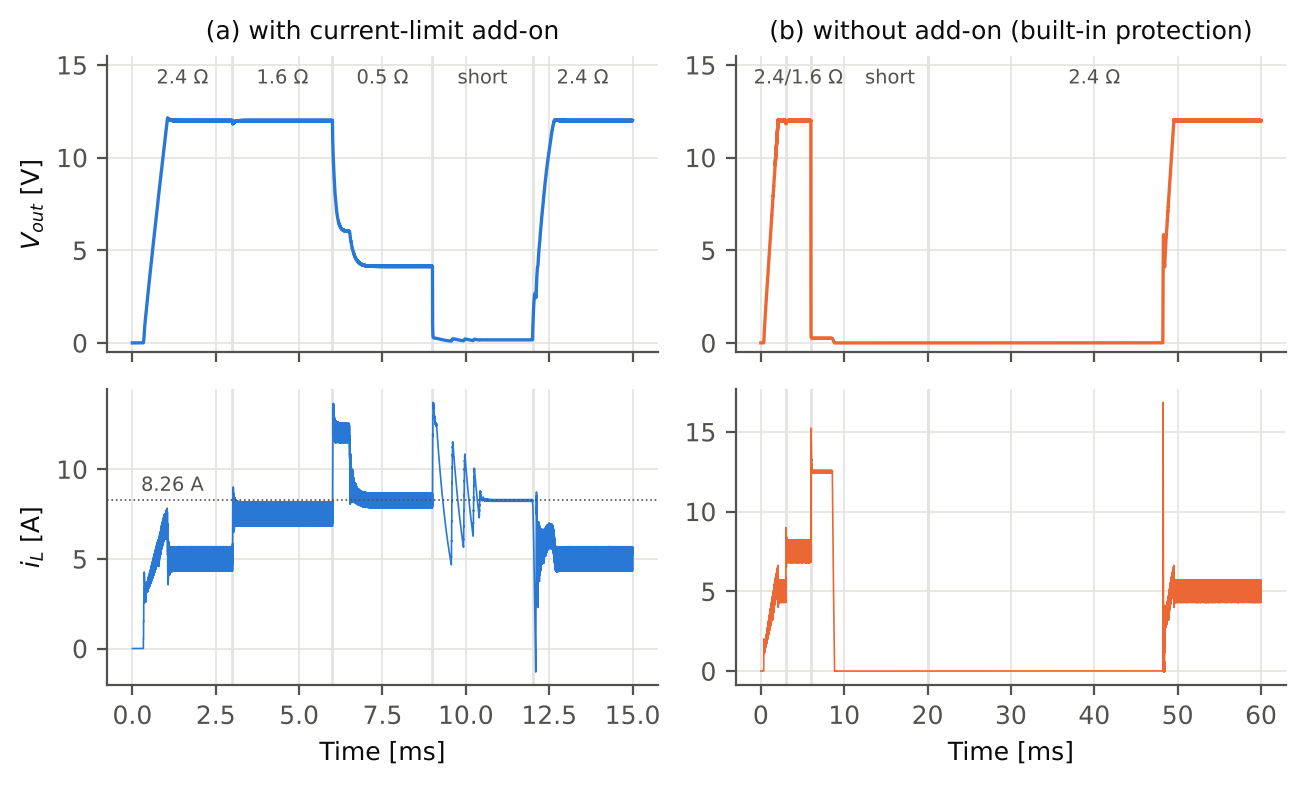 (a) with current-limit add-on
(b) without add-on (built-in protection)
15
10
5
0
V_out [V]
2.4 Ω 1.6 Ω 0.5 Ω short 2.4 Ω
15
10
5
0
2.4/1.6 Ω short 2.4 Ω
10
5
0
i_L [A]
8.26 A
0.0 2.5 5.0 7.5 10.0 12.5 15.0
Time [ms]
15
10
5
0
0 10 20 30 40 50 60
Time [ms]